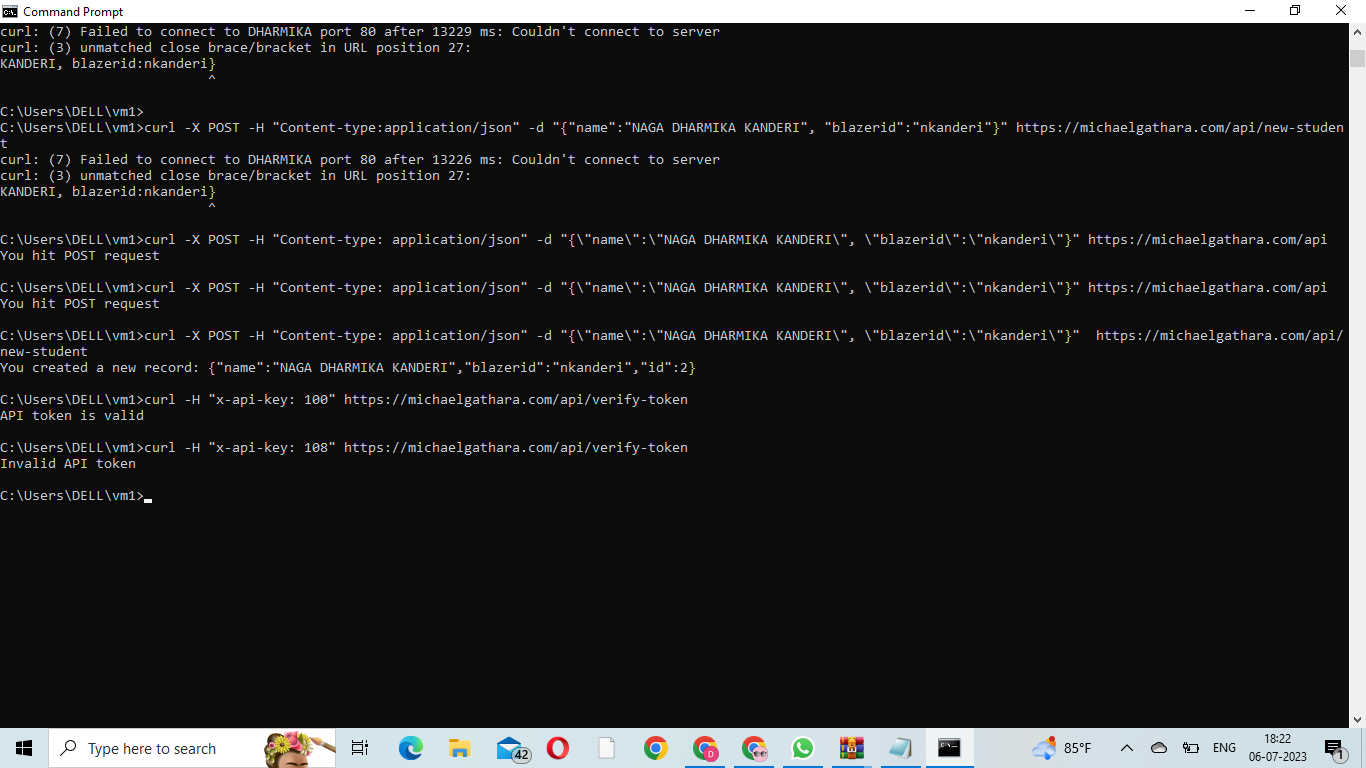 Command Prompt
curl: (7) Failed to connect to DHARMIKA port 80 after 13229 ms: Couldn't connect to server
curl: (3) unmatched close brace/bracket in URL position 27:
KANDERI, blazerid:nkanderi}
^
C:\Users\DELL\vm1>
C:\Users\DELL\vm1>curl -X POST -H "Content-type:application/json" -d "{"name":"NAGA DHARMIKA KANDERI", "blazerid":"nkanderi"}" https://michaelgathara.com/api/new-studen
t
curl: (7) Failed to connect to DHARMIKA port 80 after 13226 ms: Couldn't connect to server
curl: (3) unmatched close brace/bracket in URL position 27:
KANDERI, blazerid:nkanderi}
^
C:\Users\DELL\vm1>curl -X POST -H "Content-type: application/json" -d "{\"name\":\"NAGA DHARMIKA KANDERI\", \"blazerid\":\"nkanderi\"}" https://michaelgathara.com/api
You hit POST request
C:\Users\DELL\vm1>curl -X POST -H "Content-type: application/json" -d "{\"name\":\"NAGA DHARMIKA KANDERI\", \"blazerid\":\"nkanderi\"}" https://michaelgathara.com/api
You hit POST request
C:\Users\DELL\vm1>curl -X POST -H "Content-type: application/json" -d "{\"name\":\"NAGA DHARMIKA KANDERI\", \"blazerid\":\"nkanderi\"}"  https://michaelgathara.com/api/
new-student
You created a new record: {"name":"NAGA DHARMIKA KANDERI","blazerid":"nkanderi","id":2}
C:\Users\DELL\vm1>curl -H "x-api-key: 100" https://michaelgathara.com/api/verify-token
API token is valid
C:\Users\DELL\vm1>curl -H "x-api-key: 108" https://michaelgathara.com/api/verify-token
Invalid API token
C:\Users\DELL\vm1>
Type here to search
42
D
85°F
ENG
18:22
06-07-2023
1